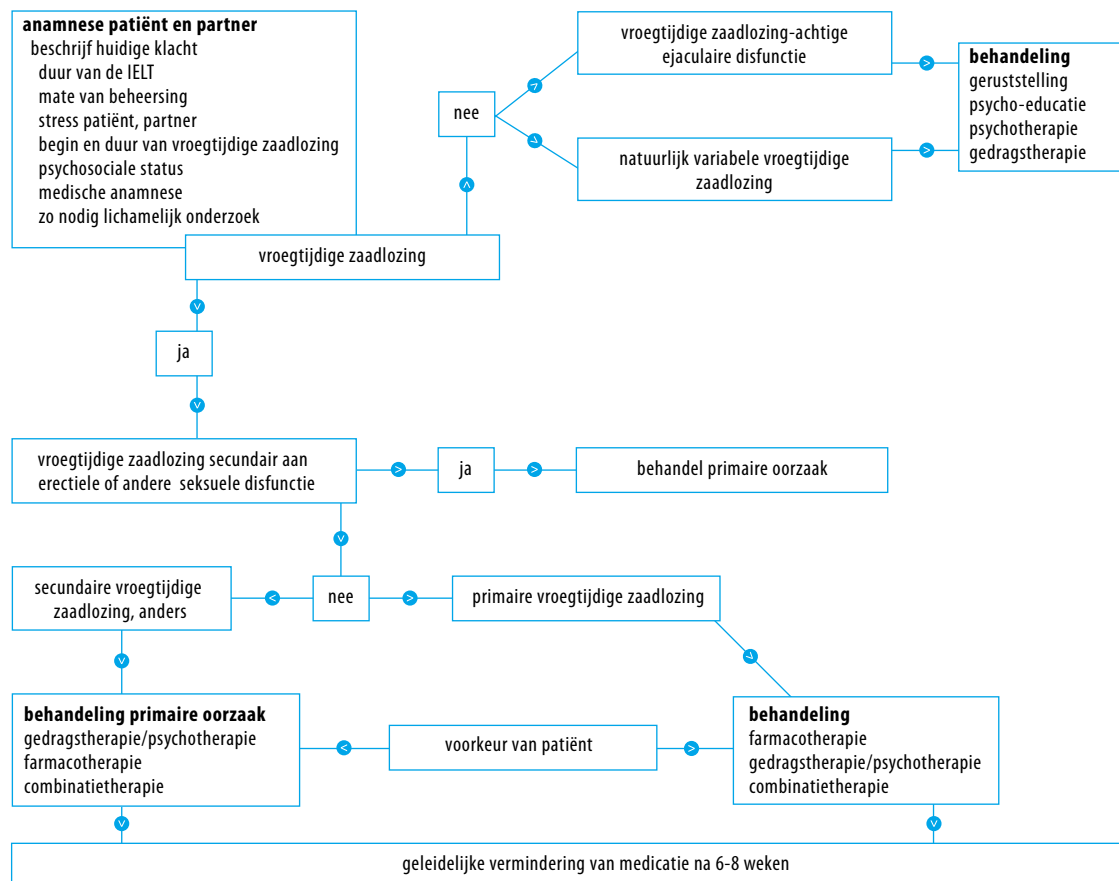 anamnese patiënt en partner
beschrijf huidige klacht
duur van de IELT
mate van beheersing
stress patiënt, partner
begin en duur van vroegtijdige zaadlozing
psychosociale status
medische anamnese
zo nodig lichamelijk onderzoek
vroegtijdige zaadlozing
nee
vroegtijdige zaadlozing-achtige
ejaculaire disfunctie
natuurlijk variabele vroegtijdige
zaadlozing
behandeling
geruststelling
psycho-educatie
psychotherapie
gedragstherapie
ja
vroegtijdige zaadlozing secundair aan
erectiele of andere seksuele disfunctie
ja
behandel primaire oorzaak
secundaire vroegtijdige
zaadlozing, anders
nee
primaire vroegtijdige zaadlozing
behandeling primaire oorzaak
gedragstherapie/psychotherapie
farmacotherapie
combinatietherapie
voorkeur van patiënt
behandeling
farmacotherapie
gedragstherapie/psychotherapie
combinatietherapie
geleidelijke vermindering van medicatie na 6-8 weken